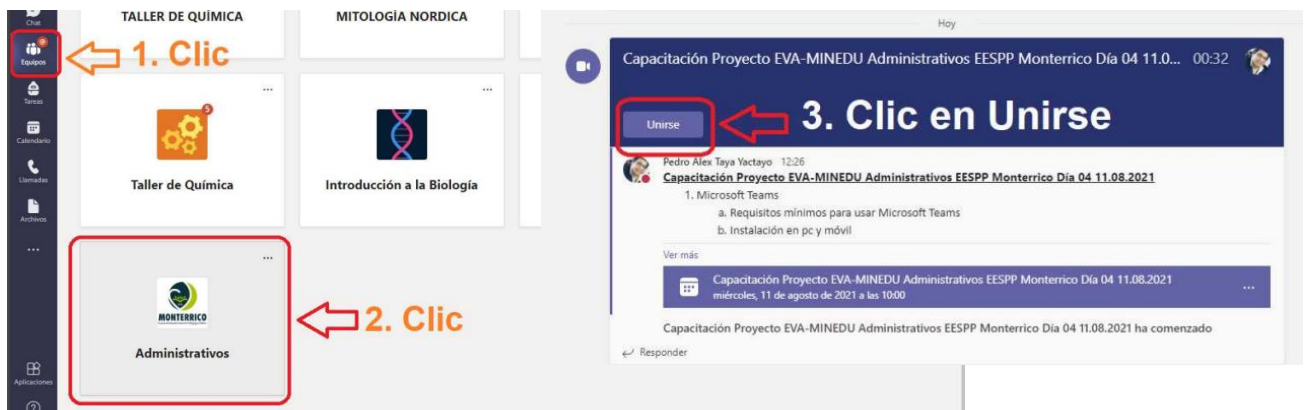 Chat
Equipos
Tareas
Calendario
Llamadas
Archivos
...
Aplicaciones
1. Clic
TALLER DE QUÍMICA
MITOLOGÍA NORDICA
...
5
Taller de Química
...
Introducción a la Biología
...
MONTERRICO
Administrativos
2. Clic
Hoy
Capacitación Proyecto EVA-MINEDU Administrativos EESPP Monterrico Día 04 11.0... 00:32
Unirse
3. Clic en Unirse
Pedro Alex Taya Yactayo 12:26
Capacitación Proyecto EVA-MINEDU Administrativos EESPP Monterrico Día 04 11.08.2021
1. Microsoft Teams
a. Requisitos mínimos para usar Microsoft Teams
b. Instalación en pc y móvil
Ver más
Capacitación Proyecto EVA-MINEDU Administrativos EESPP Monterrico Día 04 11.08.2021
miércoles, 11 de agosto de 2021 a las 10:00
...
Capacitación Proyecto EVA-MINEDU Administrativos EESPP Monterrico Día 04 11.08.2021 ha comenzado
Responder